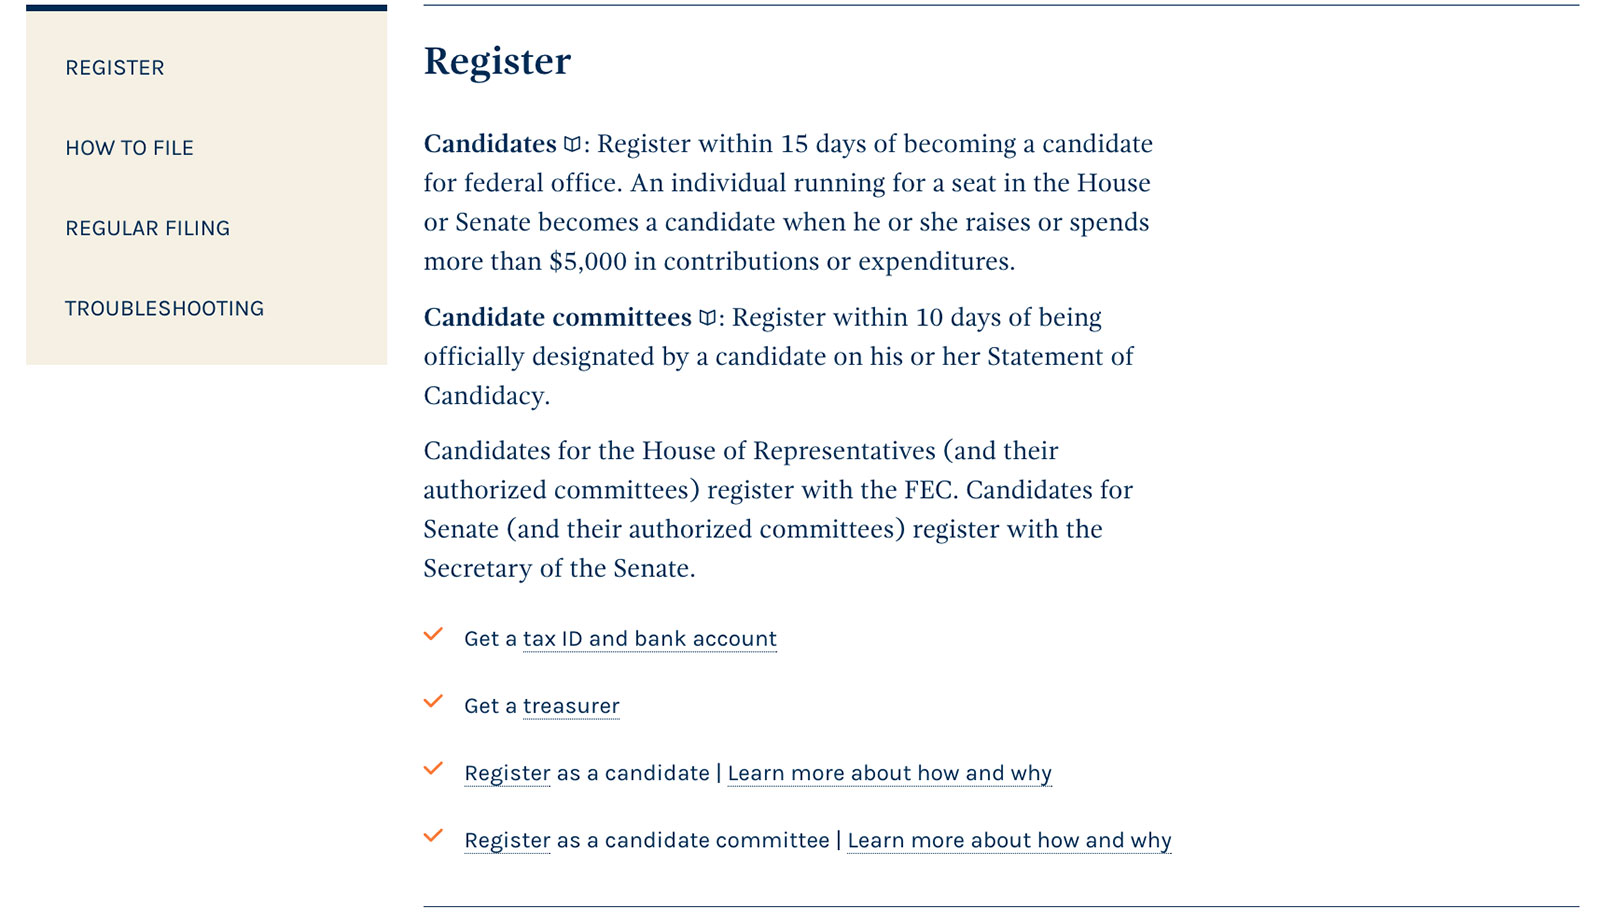 REGISTER
HOW TO FILE
REGULAR FILING
TROUBLESHOOTING
Register
Candidates : Register within 15 days of becoming a candidate
for federal office. An individual running for a seat in the House
or Senate becomes a candidate when he or she raises or spends
more than $5,000 in contributions or expenditures.
Candidate committees : Register within 10 days of being
officially designated by a candidate on his or her Statement of
Candidacy.
Candidates for the House of Representatives (and their
authorized committees) register with the FEC. Candidates for
Senate (and their authorized committees) register with the
Secretary of the Senate.
Get a tax ID and bank account
Get a treasurer
Register as a candidate | Learn more about how and why
Register as a candidate committee | Learn more about how and why